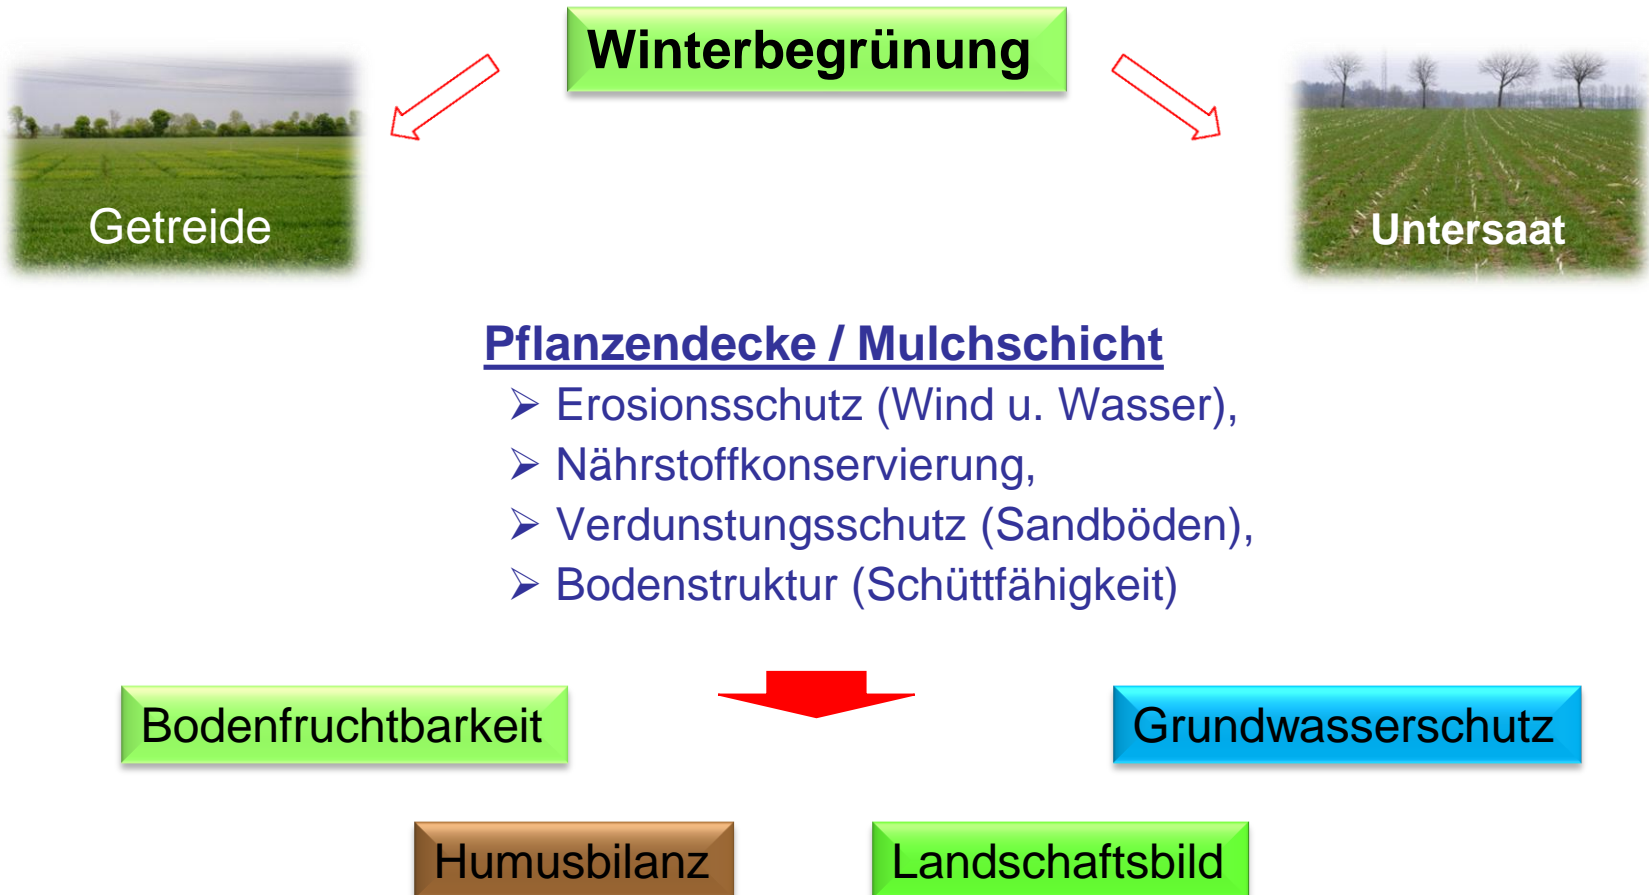 Winterbegrünung
Getreide
Untersaat
Pflanzendecke / Mulchschicht
➢ Erosionsschutz (Wind u. Wasser),
➢ Nährstoffkonservierung,
➢ Verdunstungsschutz (Sandböden),
➢ Bodenstruktur (Schüttfähigkeit)
Bodenfruchtbarkeit
Grundwasserschutz
Humusbilanz
Landschaftsbild